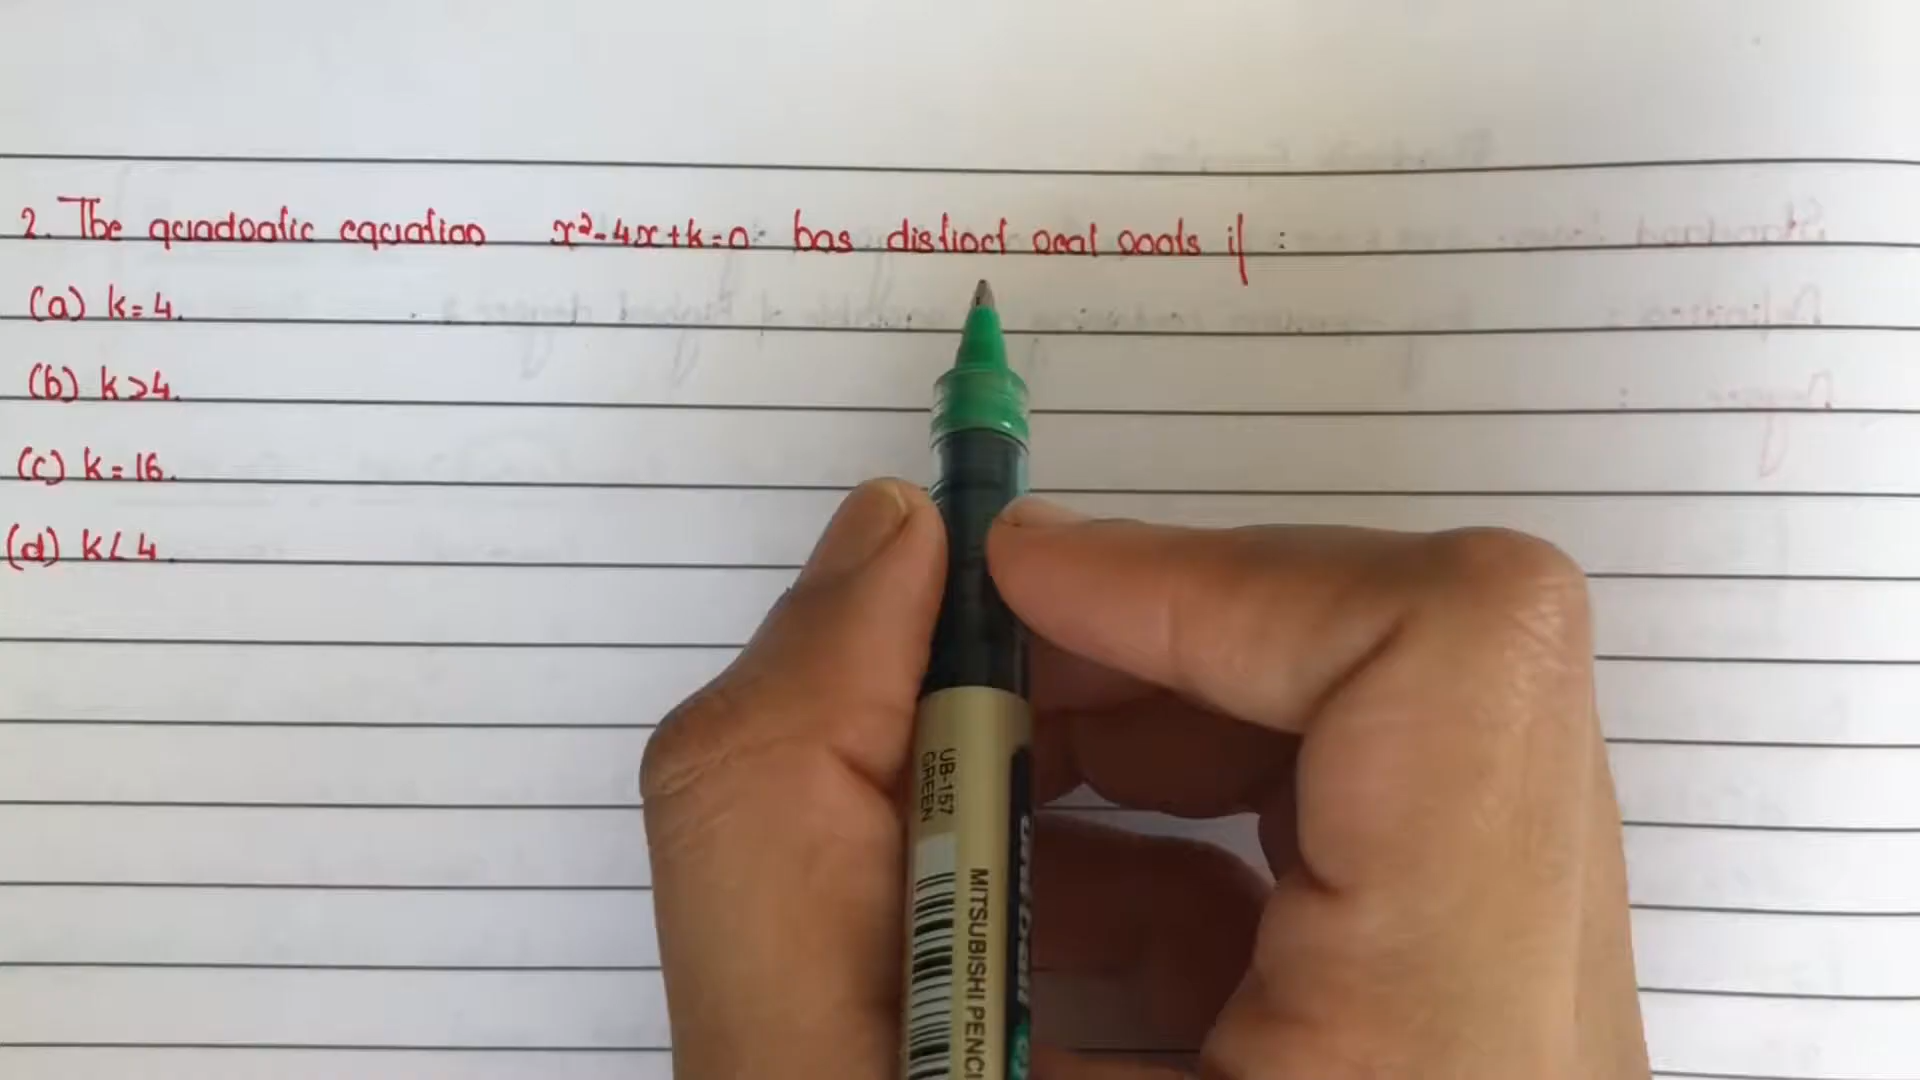 2. The quadratic equation x²-4x+k=0 has distinct real roots if :
(a) k=4.
(b) k>4.
(c) k=16.
(d) k<4.
UB-157
GREEN
MITSUBISHI PENCI